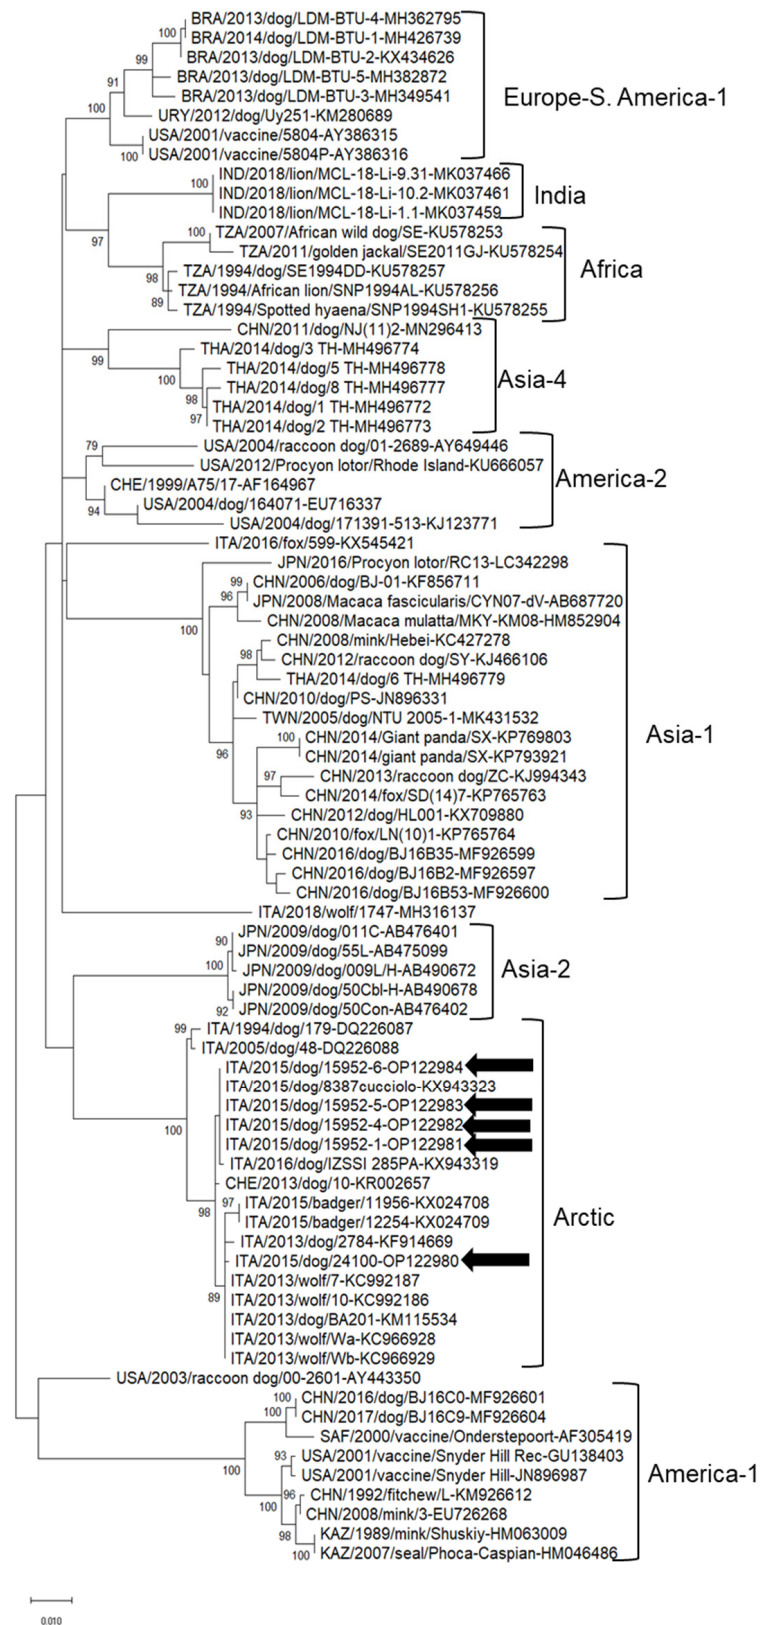 BRA/2013/dog/LDM-BTU-4-MH362795
100
BRA/2014/dog/LDM-BTU-1-MH426739
99
BRA/2013/dog/LDM-BTU-2-KX434626
91
BRA/2013/dog/LDM-BTU-5-MH382872
BRA/2013/dog/LDM-BTU-3-MH349541
Europe-S. America-1
100
URY/2012/dog/Uy251-KM280689
USA/2001/vaccine/5804-AY386315
100
USA/2001/vaccine/5804P-AY386316
IND/2018/lion/MCL-18-Li-9.31-MK037466
100
IND/2018/lion/MCL-18-Li-10.2-MK037461
India
IND/2018/lion/MCL-18-Li-1.1-MK037459
97
100
TZA/2007/African wild dog/SE-KU578253
TZA/2011/golden jackal/SE2011GJ-KU578254
98
TZA/1994/dog/SE1994DD-KU578257
Africa
TZA/1994/African lion/SNP1994AL-KU578256
89
TZA/1994/Spotted hyaena/SNP1994SH1-KU578255
CHN/2011/dog/NJ(11)2-MN296413
99
THA/2014/dog/3 TH-MH496774
100
THA/2014/dog/5 TH-MH496778
Asia-4
THA/2014/dog/8 TH-MH496777
98
THA/2014/dog/1 TH-MH496772
97
THA/2014/dog/2 TH-MH496773
79
USA/2004/raccoon dog/01-2689-AY649446
USA/2012/Procyon lotor/Rhode Island-KU666057
America-2
CHE/1999/A75/17-AF164967
94
USA/2004/dog/164071-EU716337
USA/2004/dog/171391-513-KJ123771
ITA/2016/fox/599-KX545421
JPN/2016/Procyon lotor/RC13-LC342298
99
CHN/2006/dog/BJ-01-KF856711
96
JPN/2008/Macaca fascicularis/CYN07-dV-AB687720
100
CHN/2008/Macaca mulatta/MKY-KM08-HM852904
CHN/2008/mink/Hebei-KC427278
98
CHN/2012/raccoon dog/SY-KJ466106
THA/2014/dog/6 TH-MH496779
CHN/2010/dog/PS-JN896331
TWN/2005/dog/NTU 2005-1-MK431532
Asia-1
96
100
CHN/2014/Giant panda/SX-KP769803
CHN/2014/giant panda/SX-KP793921
97
CHN/2013/raccoon dog/ZC-KJ994343
CHN/2014/fox/SD(14)7-KP765763
93
CHN/2012/dog/HL001-KX709880
CHN/2010/fox/LN(10)1-KP765764
CHN/2016/dog/BJ16B35-MF926599
CHN/2016/dog/BJ16B2-MF926597
CHN/2016/dog/BJ16B53-MF926600
ITA/2018/wolf/1747-MH316137
JPN/2009/dog/011C-AB476401
90
JPN/2009/dog/55L-AB475099
100
JPN/2009/dog/009L/H-AB490672
Asia-2
JPN/2009/dog/50Cbl-H-AB490678
92
JPN/2009/dog/50Con-AB476402
99
ITA/1994/dog/179-DQ226087
ITA/2005/dog/48-DQ226088
ITA/2015/dog/15952-6-OP122984
ITA/2015/dog/8387cucciolo-KX943323
ITA/2015/dog/15952-5-OP122983
100
ITA/2015/dog/15952-4-OP122982
ITA/2015/dog/15952-1-OP122981
ITA/2016/dog/IZSSI 285PA-KX943319
CHE/2013/dog/10-KR002657
98
97
ITA/2015/badger/11956-KX024708
Arctic
ITA/2015/badger/12254-KX024709
ITA/2013/dog/2784-KF914669
ITA/2015/dog/24100-OP122980
ITA/2013/wolf/7-KC992187
89
ITA/2013/wolf/10-KC992186
ITA/2013/dog/BA201-KM115534
ITA/2013/wolf/Wa-KC966928
ITA/2013/wolf/Wb-KC966929
USA/2003/raccoon dog/00-2601-AY443350
100
CHN/2016/dog/BJ16C0-MF926601
100
CHN/2017/dog/BJ16C9-MF926604
SAF/2000/vaccine/Onderstepoort-AF305419
93
USA/2001/vaccine/Snyder Hill Rec-GU138403
100
USA/2001/vaccine/Snyder Hill-JN896987
America-1
96
CHN/1992/fitchew/L-KM926612
100
CHN/2008/mink/3-EU726268
98
KAZ/1989/mink/Shuskiy-HM063009
100
KAZ/2007/seal/Phoca-Caspian-HM046486
0.010